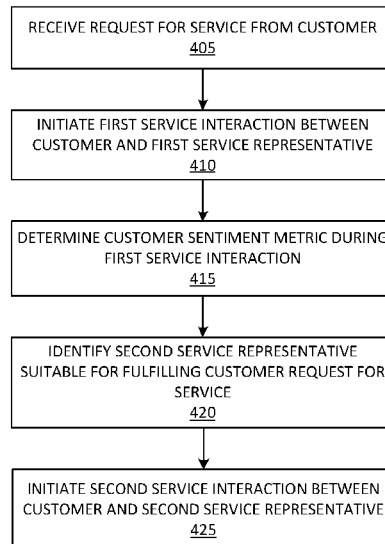 RECEIVE REQUEST FOR SERVICE FROM CUSTOMER
405
INITIATE FIRST SERVICE INTERACTION BETWEEN
CUSTOMER AND FIRST SERVICE REPRESENTATIVE
410
DETERMINE CUSTOMER SENTIMENT METRIC DURING
FIRST SERVICE INTERACTION
415
IDENTIFY SECOND SERVICE REPRESENTATIVE
SUITABLE FOR FULFILLING CUSTOMER REQUEST FOR
SERVICE
420
INITIATE SECOND SERVICE INTERACTION BETWEEN
CUSTOMER AND SECOND SERVICE REPRESENTATIVE
425